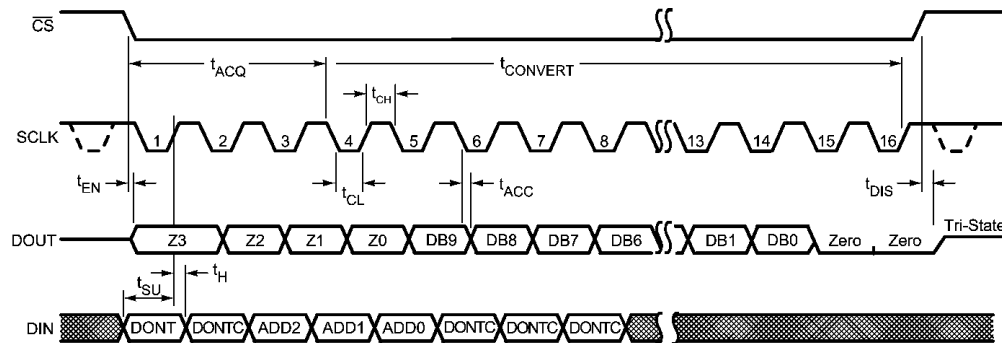 CS
tACQ tCONVERT
tCH
SCLK 1 2 3 4 5 6 7 8 13 14 15 16
tEN tCL tACC tDIS
DOUT Z3 Z2 Z1 Z0 DB9 DB8 DB7 DB6 DB1 DB0 Zero Zero Tri-State
tSU tH
DIN DONT DONTC ADD2 ADD1 ADD0 DONTC DONTC DONTC